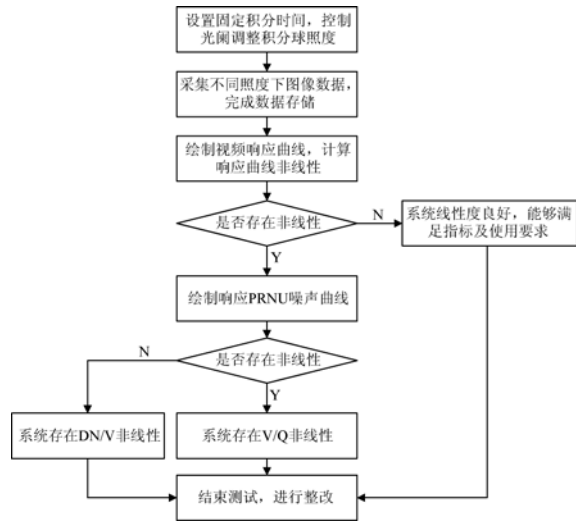 设置固定积分时间，控制
光阑调整积分球照度
采集不同照度下图像数据，
完成数据存储
绘制视频响应曲线，计算
响应曲线非线性
是否存在非线性
N
系统线性度良好，能够满
足指标及使用要求
Y
绘制响应PRNU噪声曲线
N
是否存在非线性
Y
系统存在DN/V非线性
系统存在V/Q非线性
结束测试，进行整改